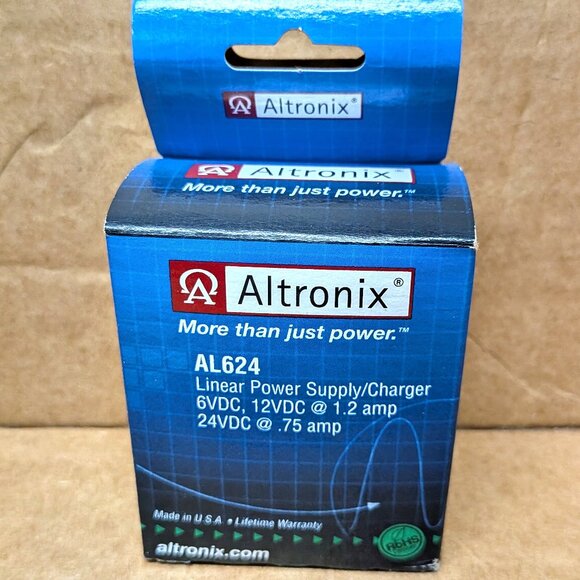 Altronix®
Altronix®
More than just power.™
Altronix®
More than just power.™
AL624
Linear Power Supply/Charger
6VDC, 12VDC @ 1.2 amp
24VDC @ .75 amp
Made in U.S.A • Lifetime Warranty
altronix.com
RoHS